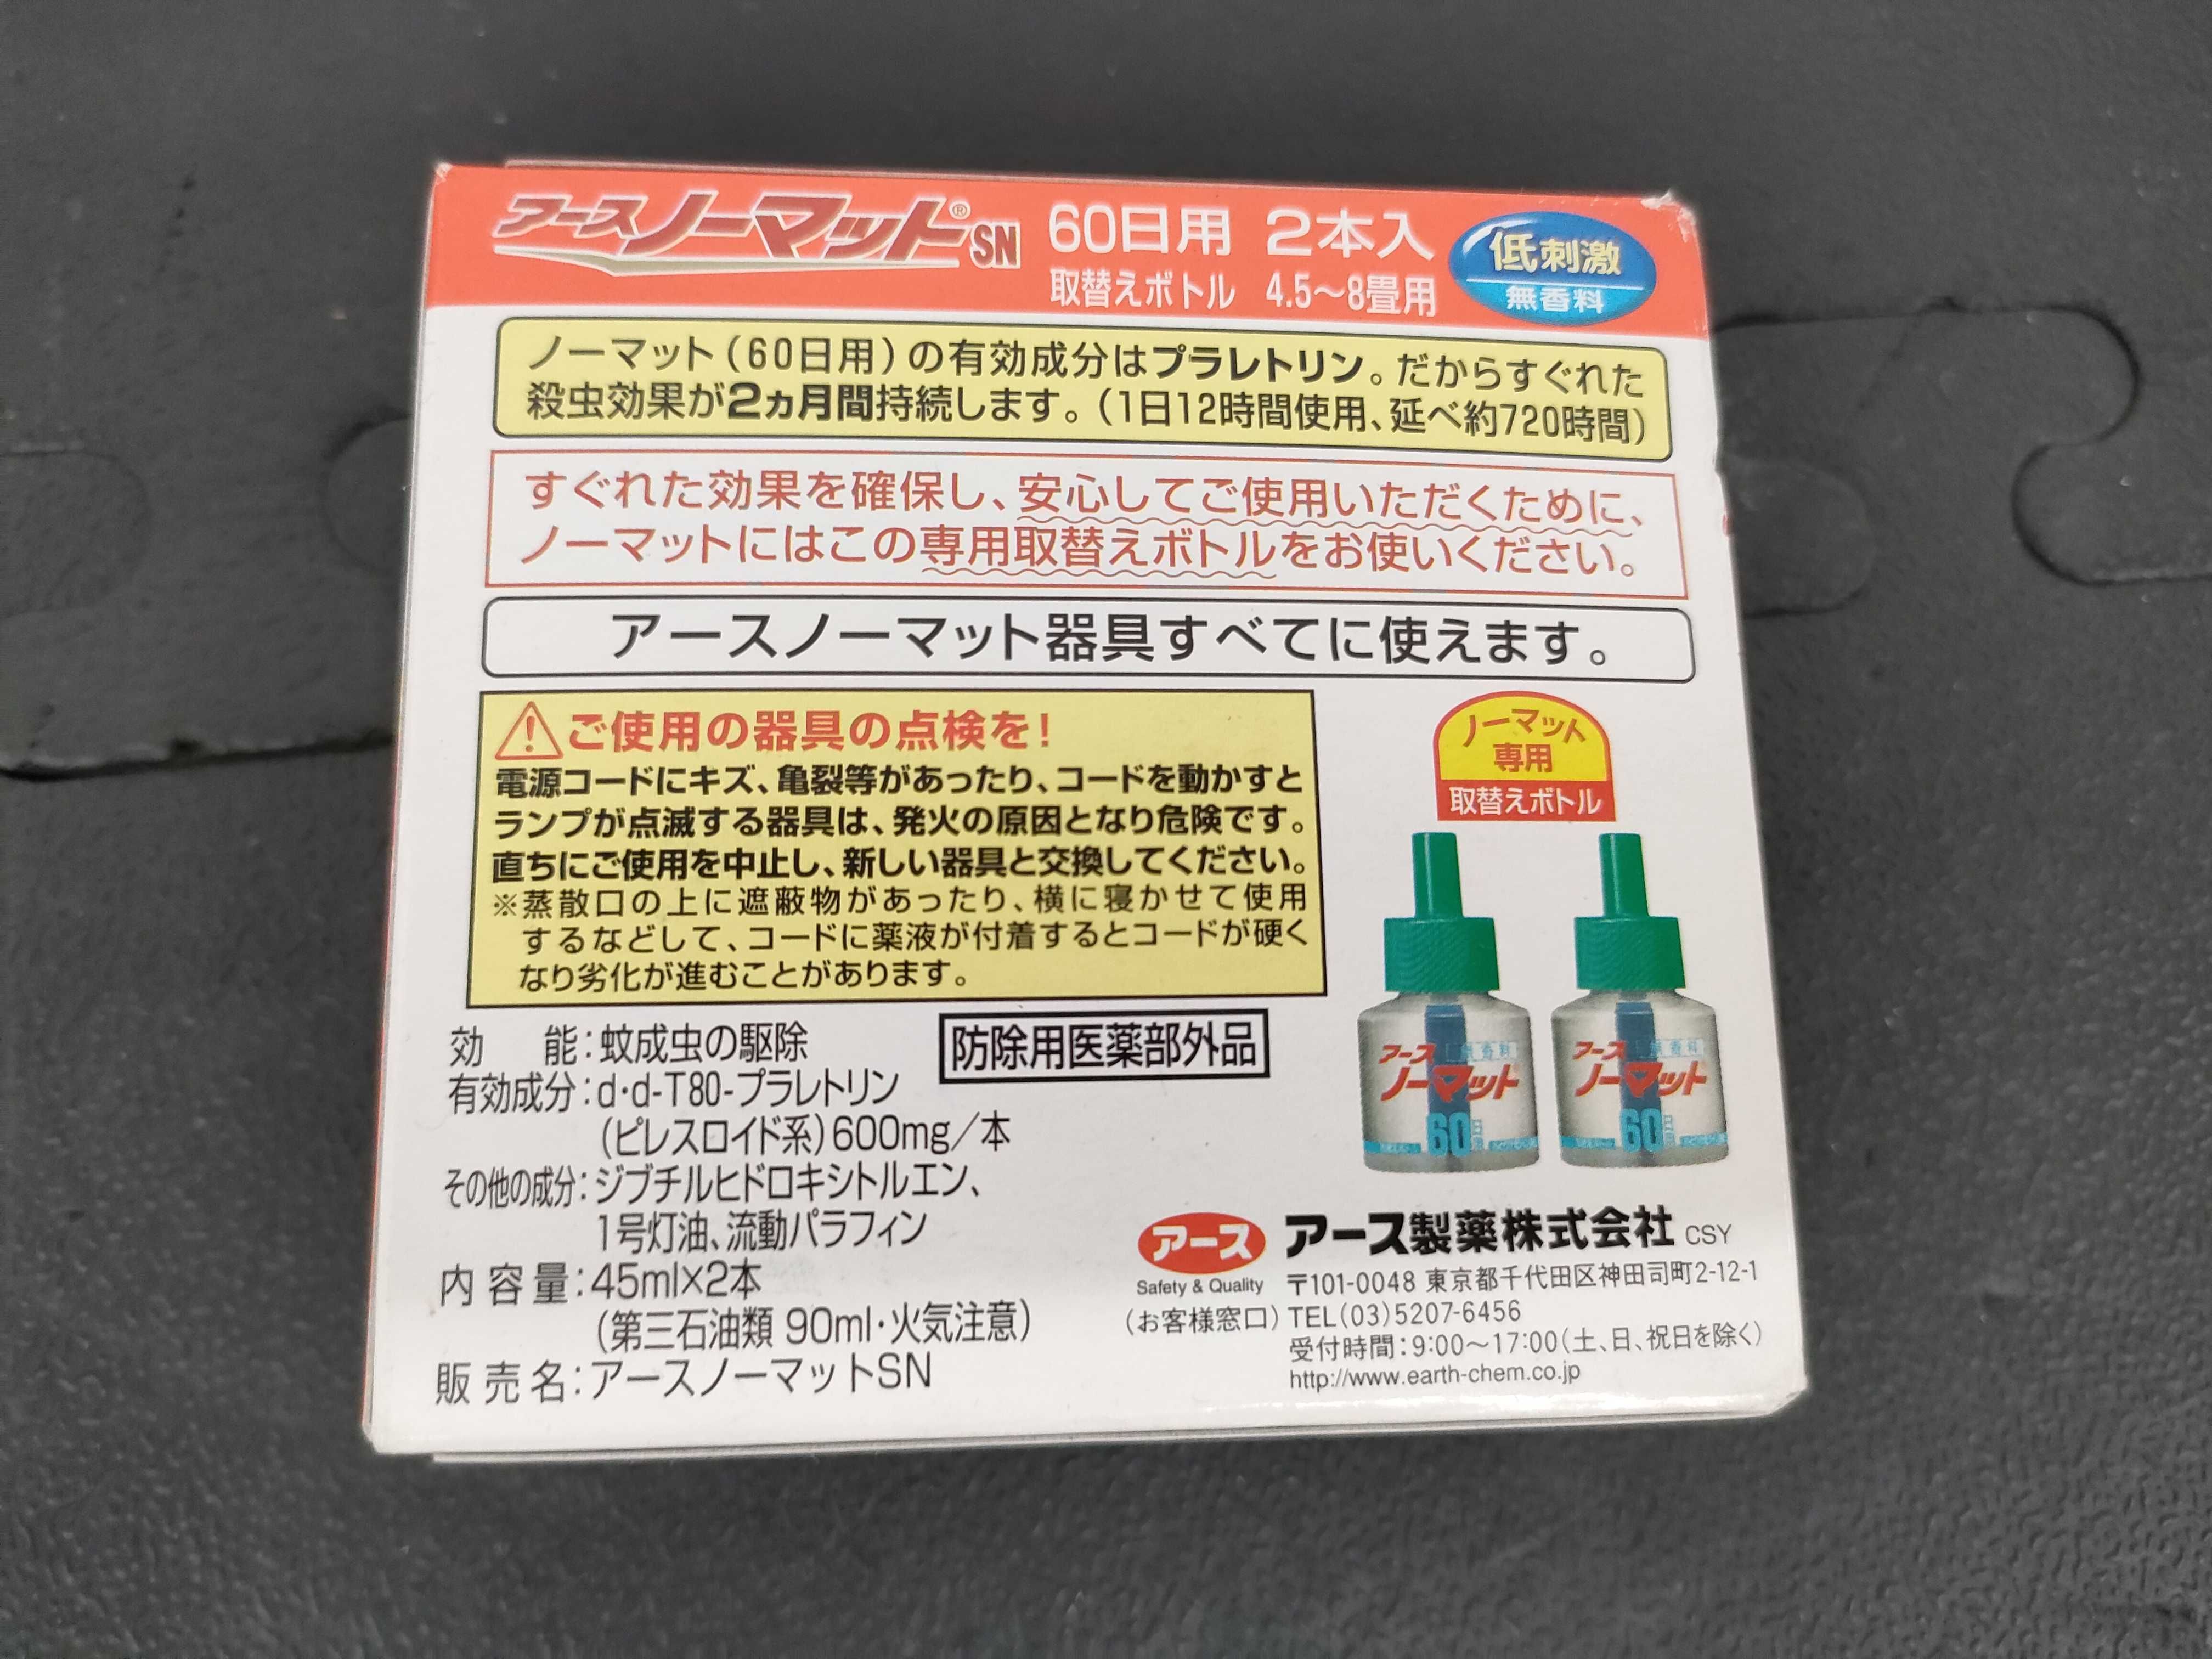 アースノーマット®SN 60日用 2本入
取替えボトル 4.5～8畳用
低刺激
無香料
ノーマット(60日用)の有効成分はプラレトリン。だからすぐれた
殺虫効果が2ヵ月間持続します。(1日12時間使用、延べ約720時間)
すぐれた効果を確保し、安心してご使用いただくために、
ノーマットにはこの専用取替えボトルをお使いください。
アースノーマット器具すべてに使えます。
ご使用の器具の点検を!
電源コードにキズ、亀裂等があったり、コードを動かすと
ランプが点滅する器具は、発火の原因となり危険です。
直ちにご使用を中止し、新しい器具と交換してください。
※蒸散口の上に遮蔽物があったり、横に寝かせて使用
するなどして、コードに薬液が付着するとコードが硬く
なり劣化が進むことがあります。
ノーマット
専用
取替えボトル
アース 無香料
ノーマット
60日用
アース 無香料
ノーマット
60日用
効能:蚊成虫の駆除
防除用医薬部外品
有効成分:d・d-T80-プラレトリン
(ピレスロイド系)600mg/本
その他の成分:ジブチルヒドロキシトルエン、
1号灯油、流動パラフィン
内容量:45ml×2本
(第三石油類 90ml・火気注意)
販売名:アースノーマットSN
アース
Safety & Quality
アース製薬株式会社 CSY
〒101-0048 東京都千代田区神田司町2-12-1
(お客様窓口) TEL(03)5207-6456
受付時間:9:00～17:00(土、日、祝日を除く)
http://www.earth-chem.co.jp